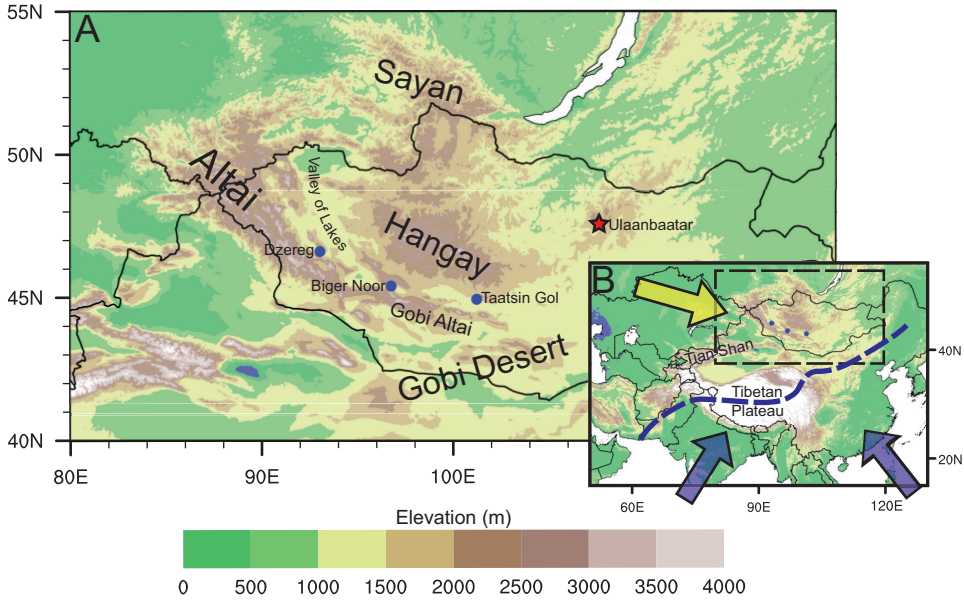 55N
A
Sayan
50N
Altai
Valley of Lakes
Hangay
Ulaanbaatar
Dzereg
Biger Noor
Taatsin Gol
45N
Gobi Altai
Gobi Desert
40N
80E
90E
100E
B
Tian Shan
Tibetan
Plateau
40N
20N
60E
90E
120E
Elevation (m)
0 500 1000 1500 2000 2500 3000 3500 4000